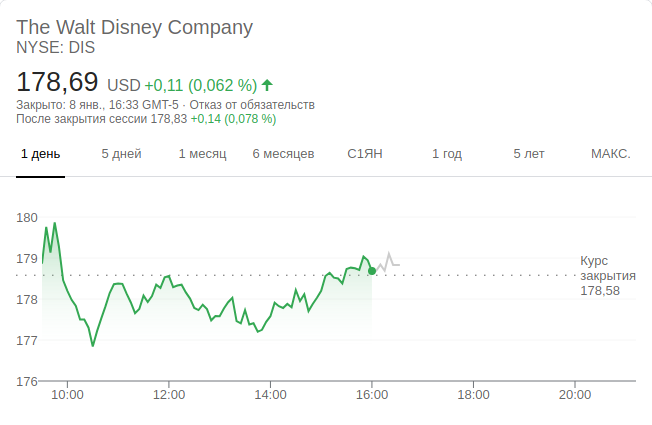 The Walt Disney Company
NYSE: DIS
178,69 USD +0,11 (0,062 %)
Закрыто: 8 янв., 16:33 GMT-5 · Отказ от обязательств
После закрытия сессии 178,83 +0,14 (0,078 %)
1 день 5 дней 1 месяц 6 месяцев С1ЯН 1 год 5 лет МАКС.
180
179
178
177
176
Курс
закрытия
178,58
10:00 12:00 14:00 16:00 18:00 20:00